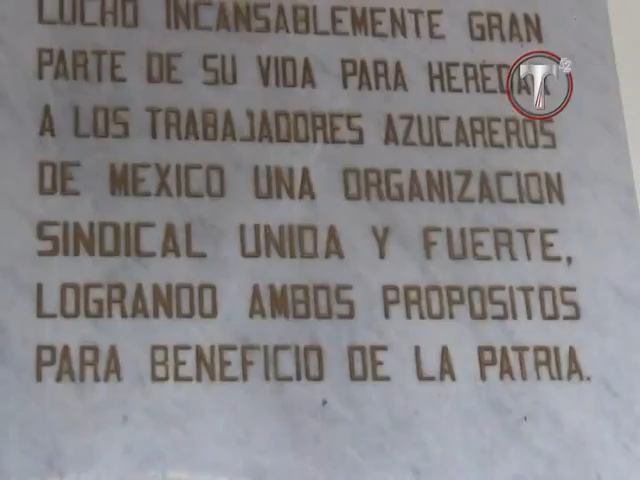 LUCHO INCANSABLEMENTE GRAN
PARTE DE SU VIDA PARA HEREDAR
A LOS TRABAJADORES AZUCAREROS
DE MEXICO UNA ORGANIZACION
SINDICAL UNIDA Y FUERTE,
LOGRANDO AMBOS PROPOSITOS
PARA BENEFICIO DE LA PATRIA.
T